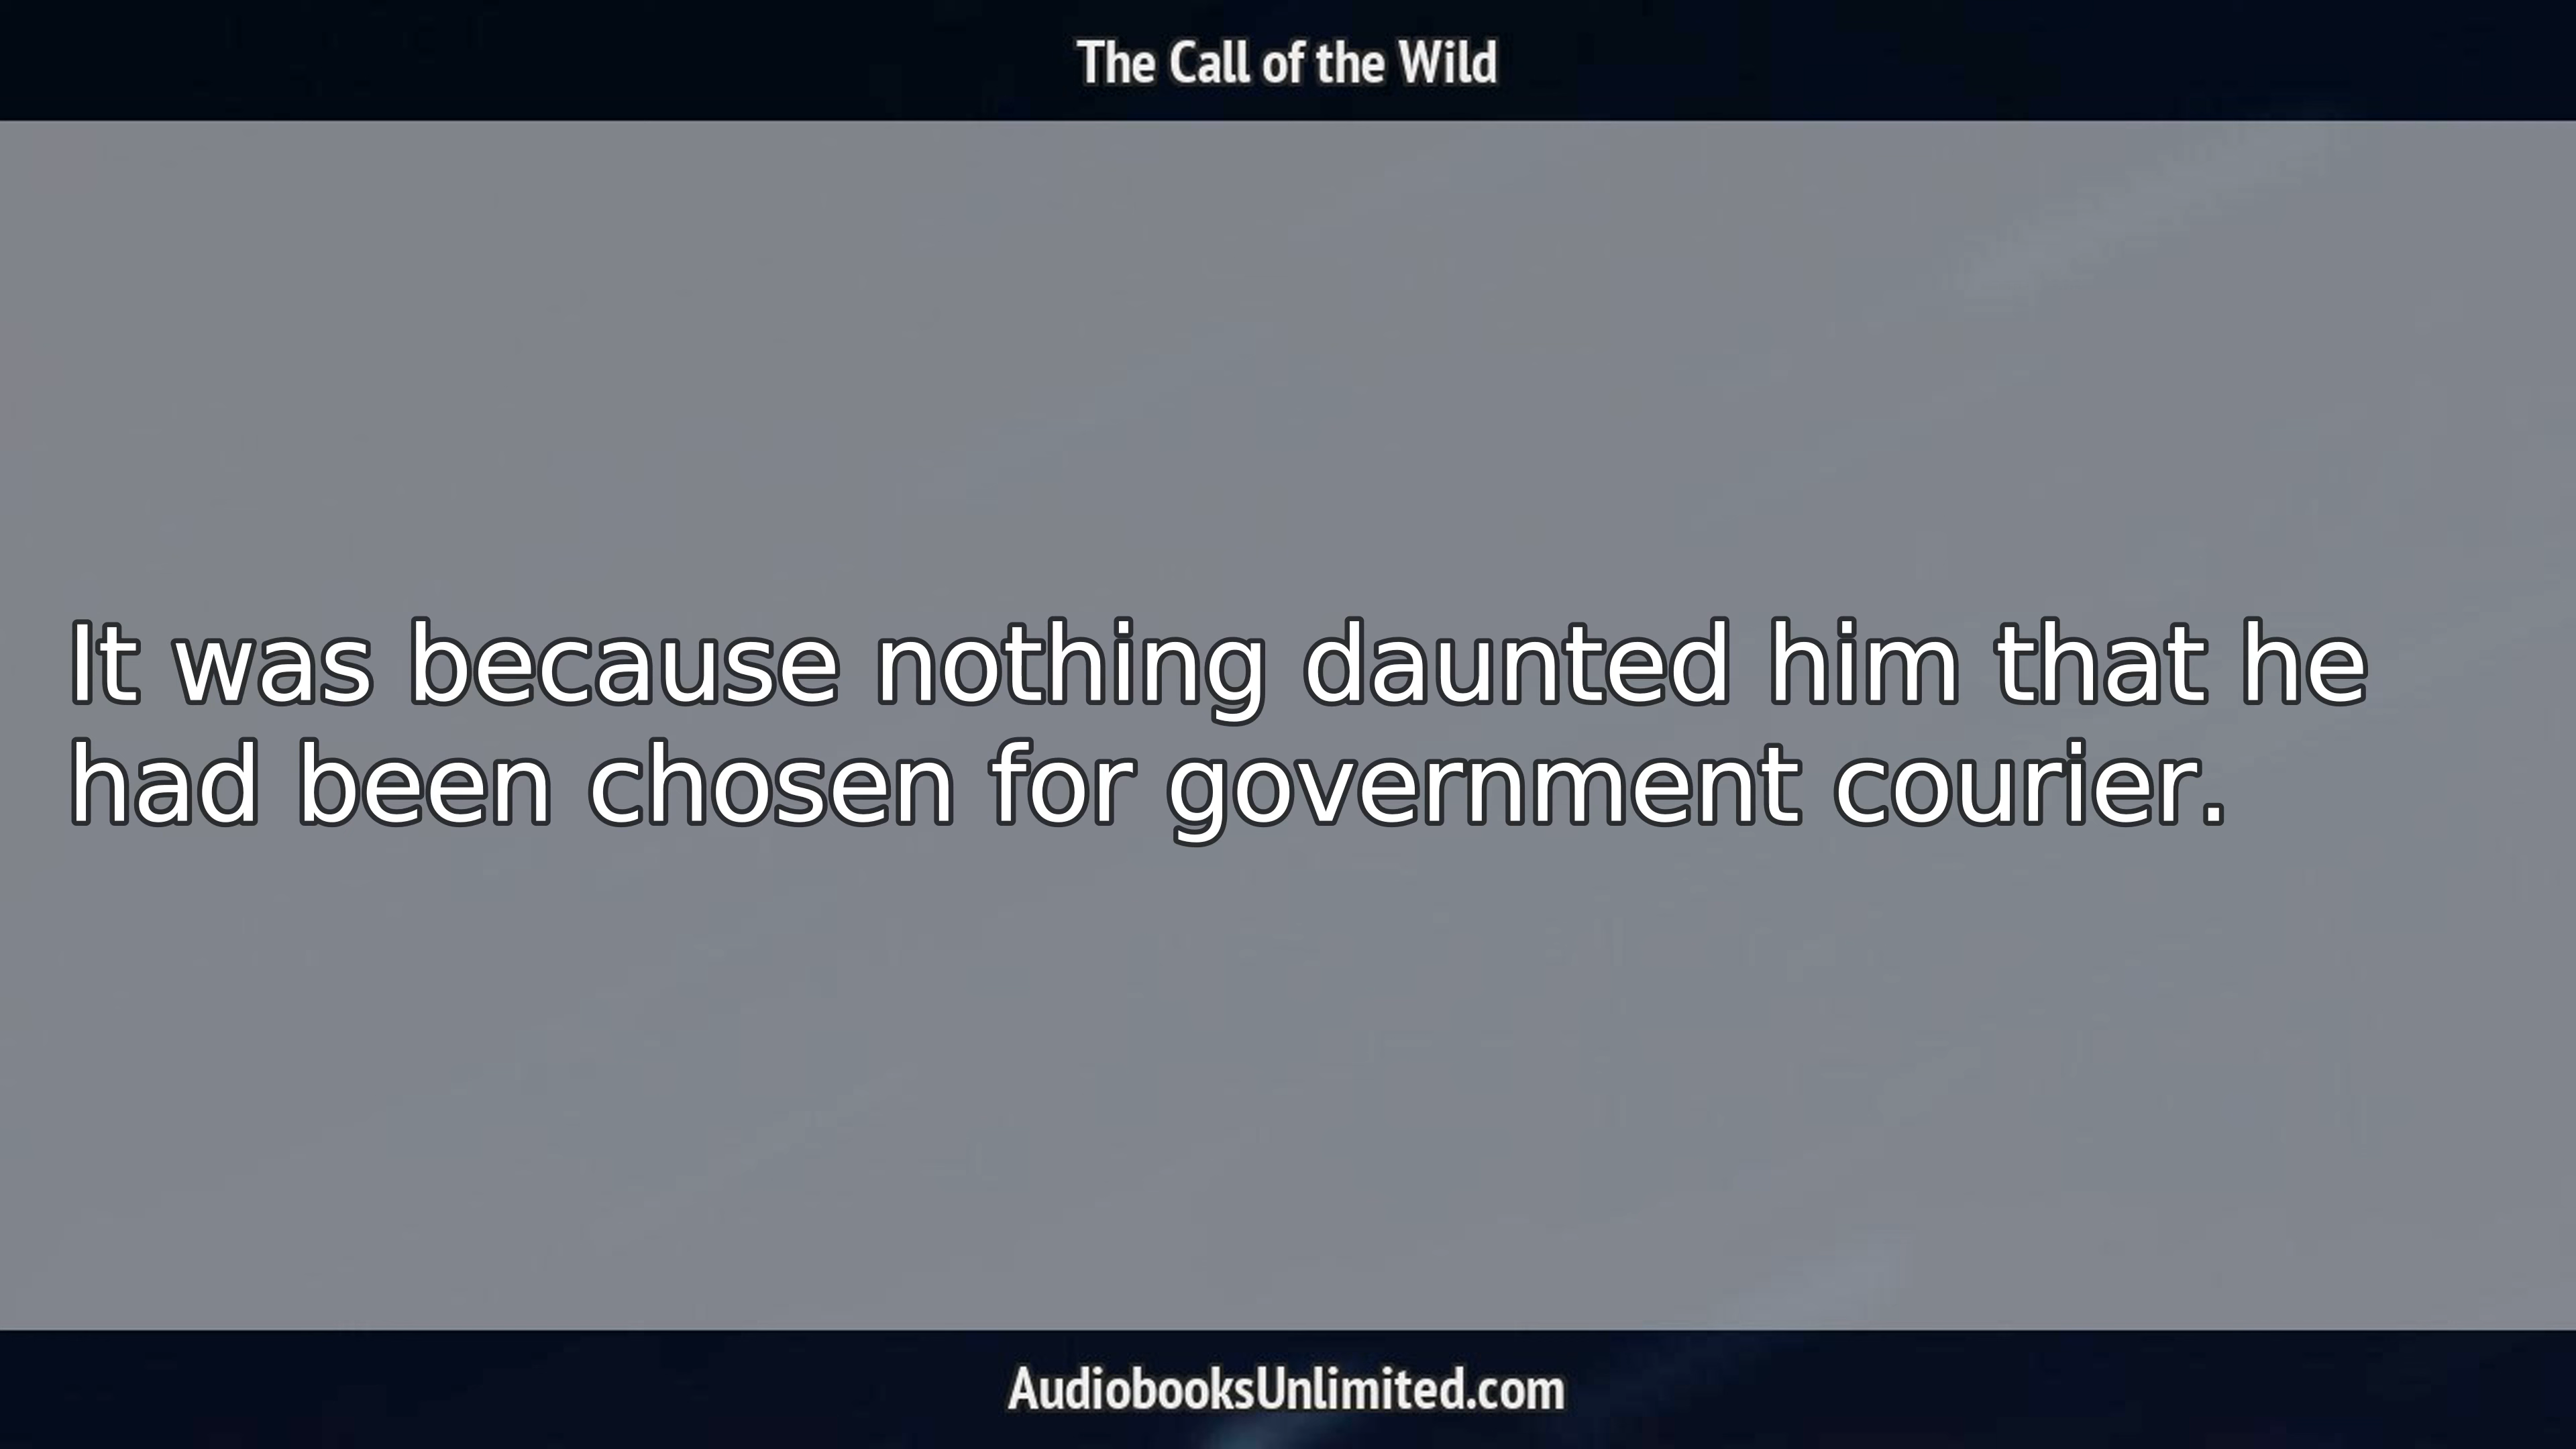 The Call of the Wild
It was because nothing daunted him that he
had been chosen for government courier.
AudiobooksUnlimited.com